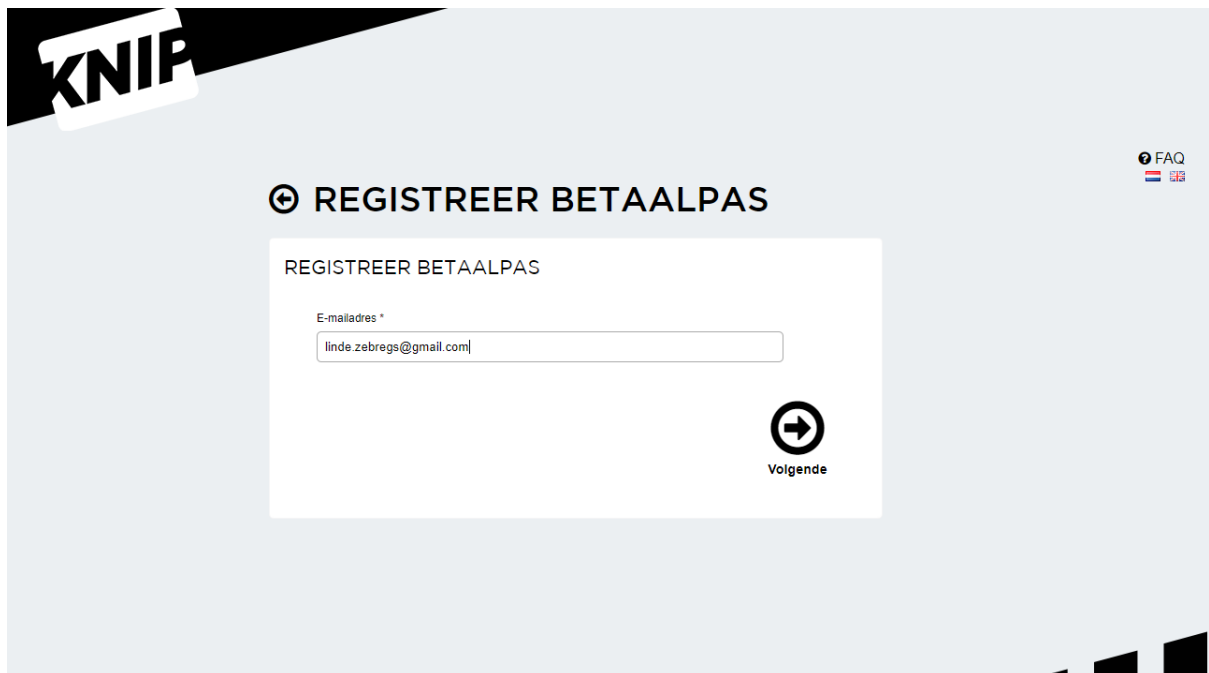 KNIP
FAQ
REGISTREER BETAALPAS
REGISTREER BETAALPAS
E-mailadres *
linde.zebregs@gmail.com
Volgende